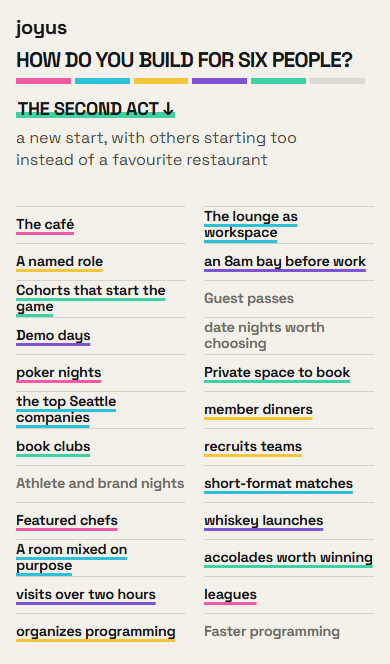 joyus
HOW DO YOU BUILD FOR SIX PEOPLE?
THE SECOND ACT ↓
a new start, with others starting too
instead of a favourite restaurant
The café
The lounge as
workspace
A named role
an 8am bay before work
Cohorts that start the
game
Guest passes
Demo days
date nights worth
choosing
poker nights
Private space to book
the top Seattle
companies
member dinners
book clubs
recruits teams
Athlete and brand nights
short-format matches
Featured chefs
whiskey launches
A room mixed on
purpose
accolades worth winning
visits over two hours
leagues
organizes programming
Faster programming